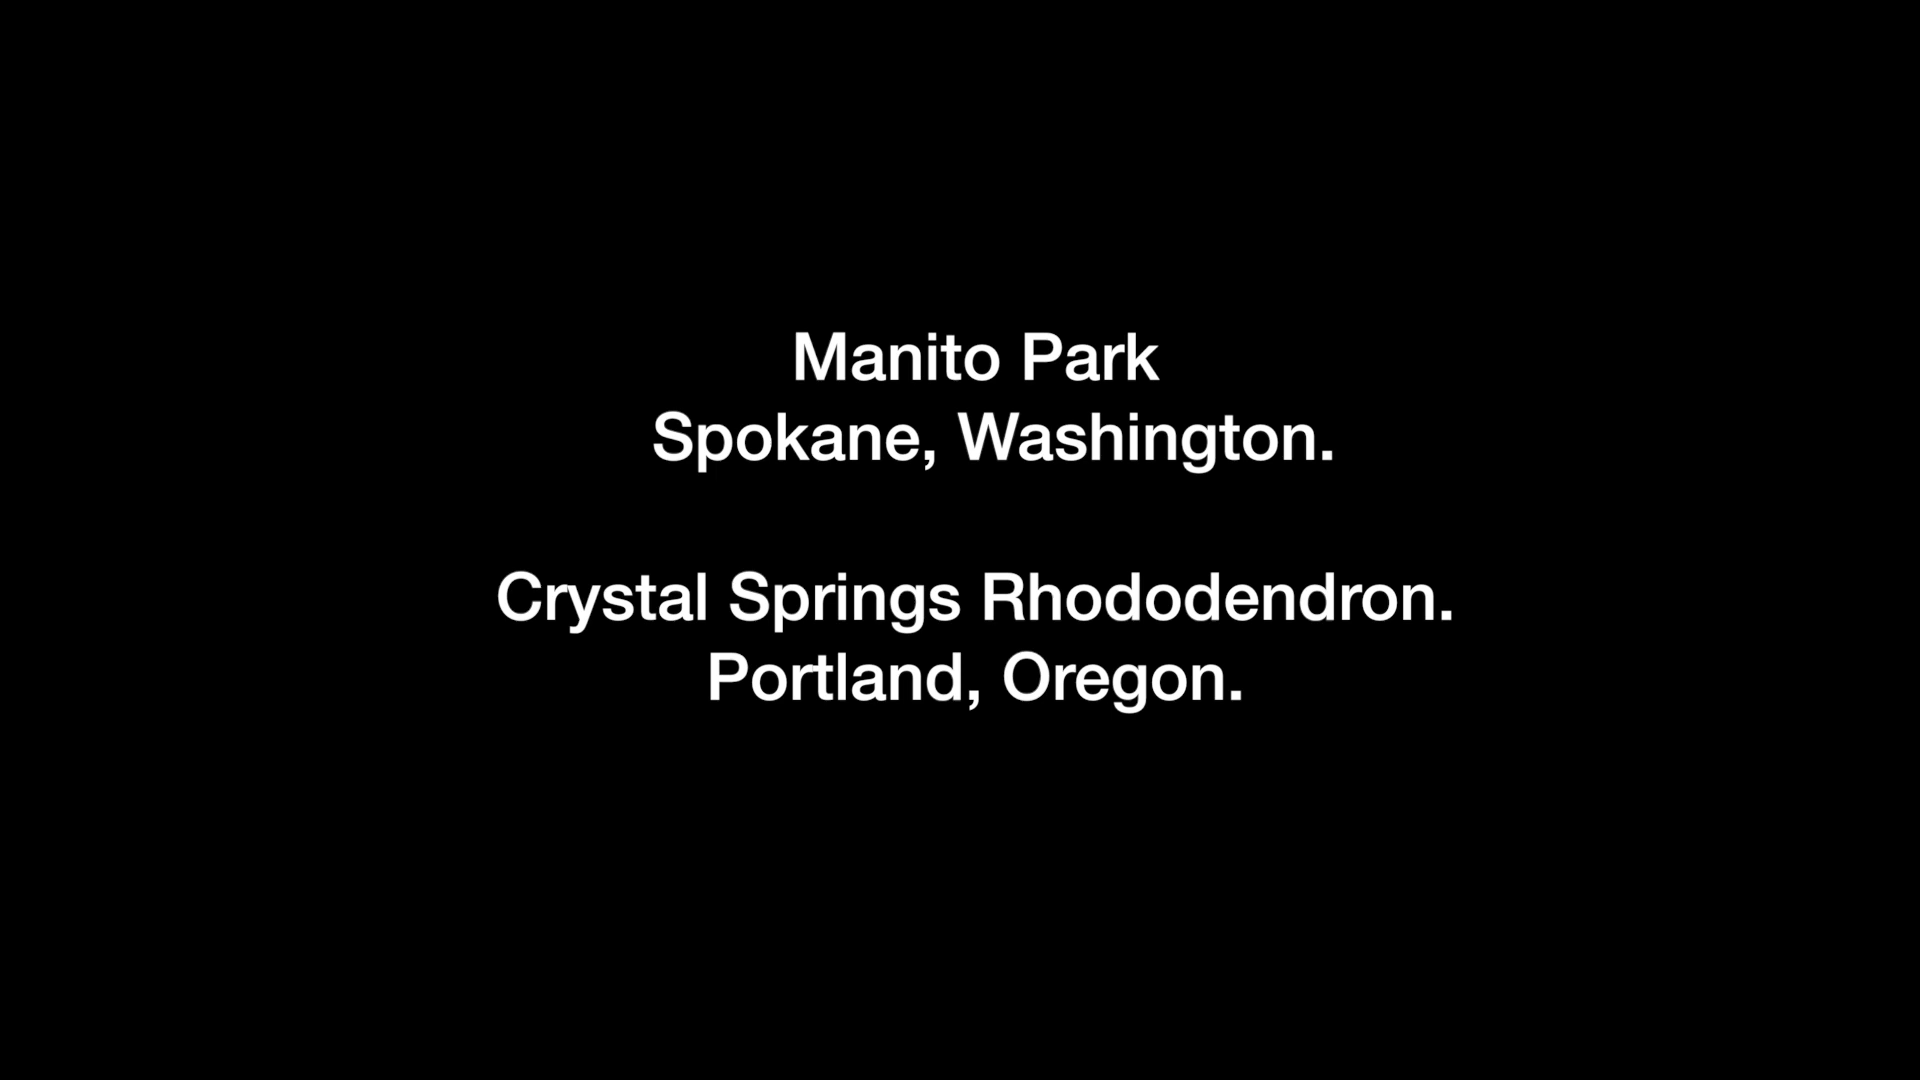 Manito Park
Spokane, Washington.
Crystal Springs Rhododendron.
Portland, Oregon.